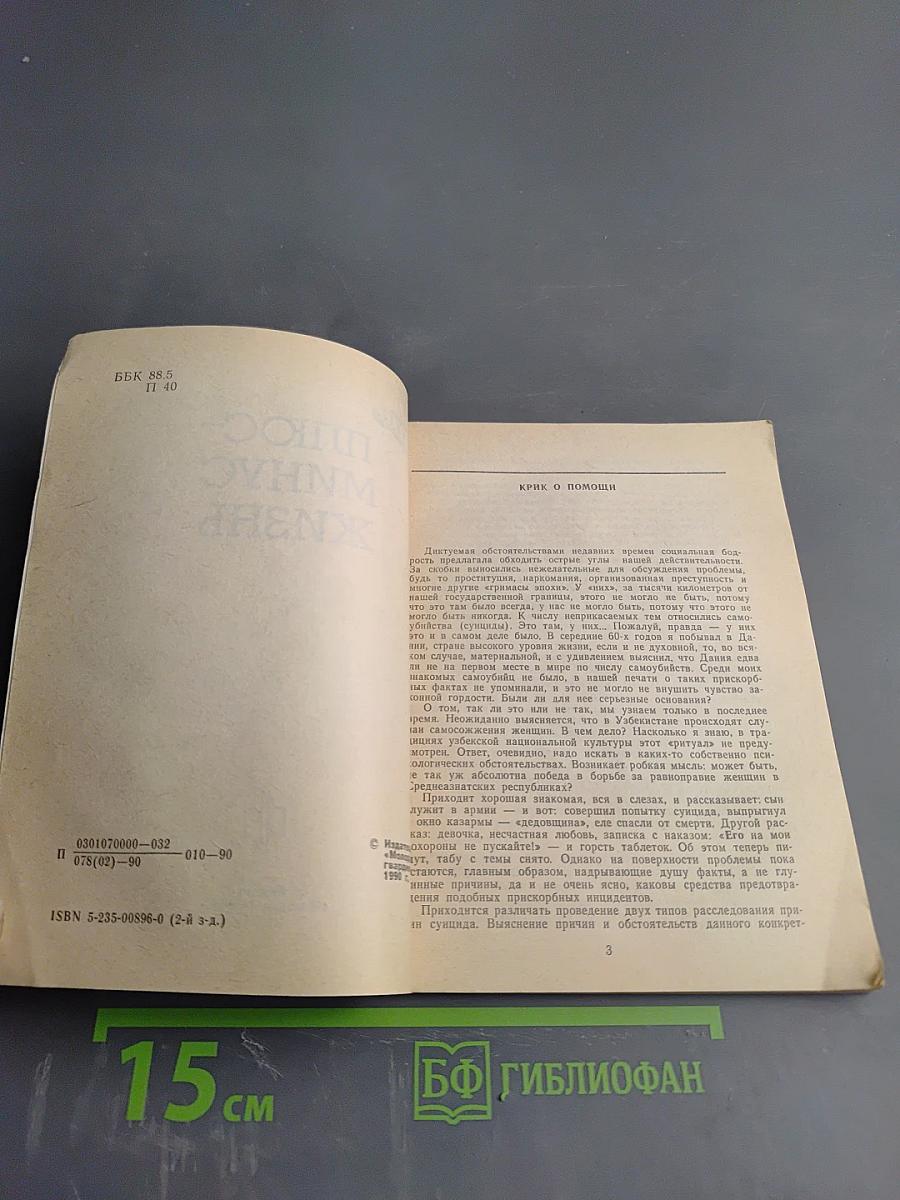 ББК 88.5
П 40
ПЛЮС-
МИНУС
ЖИЗНЬ
П 0301070000—032
078(02)—90
010—90
© Издате
«Молод
гварди
1990 г.
ISBN 5-235-00896-0 (2-й з-д.)
КРИК О ПОМОЩИ
Диктуемая обстоятельствами недавних времен социальная бод-
рость предлагала обходить острые углы нашей действительности.
За скобки выносились нежелательные для обсуждения проблемы,
будь то проституция, наркомания, организованная преступность и
многие другие «гримасы эпохи». У «них», за тысячи километров от
нашей государственной границы, этого не могло не быть, потому
что это там было всегда, у нас не могло быть, потому что этого не
могло быть никогда. К числу неприкасаемых тем относились само-
убийства (суициды). Это там, у них... Пожалуй, правда — у них
это и в самом деле было. В середине 60-х годов я побывал в Да-
нии, стране высокого уровня жизни, если и не духовной, то, во вся-
ком случае, материальной, и с удивлением выяснил, что Дания едва
ли не на первом месте в мире по числу самоубийств. Среди моих
знакомых самоубийц не было, в нашей печати о таких прискорб-
ных фактах не упоминали, и это не могло не внушить чувство за-
конной гордости. Были ли для нее серьезные основания?
О том, так ли это или не так, мы узнаем только в последнее
время. Неожиданно выясняется, что в Узбекистане происходят слу-
чаи самосожжения женщин. В чем дело? Насколько я знаю, в тра-
дициях узбекской национальной культуры этот «ритуал» не преду-
смотрен. Ответ, очевидно, надо искать в каких-то собственно пси-
хологических обстоятельствах. Возникает робкая мысль: может быть,
не так уж абсолютна победа в борьбе за равноправие женщин в
Среднеазиатских республиках?
Приходит хорошая знакомая, вся в слезах, и рассказывает: сын
служит в армии — и вот: совершил попытку суицида, выпрыгнул
в окно казармы — «дедовщина», еле спасли от смерти. Другой рас-
сказ: девочка, несчастная любовь, записка с наказом: «Его на мои
похороны не пускайте!» — и горсть таблеток. Об этом теперь пи-
шут, табу с темы снято. Однако на поверхности проблемы пока
остаются, главным образом, надрывающие душу факты, а не глу-
бинные причины, да и не очень ясно, каковы средства предотвра-
щения подобных прискорбных инцидентов.
Приходится различать проведение двух типов расследования при-
чин суицида. Выяснение причин и обстоятельств данного конкрет-
3
15 см
БФ БИБЛИОФАН